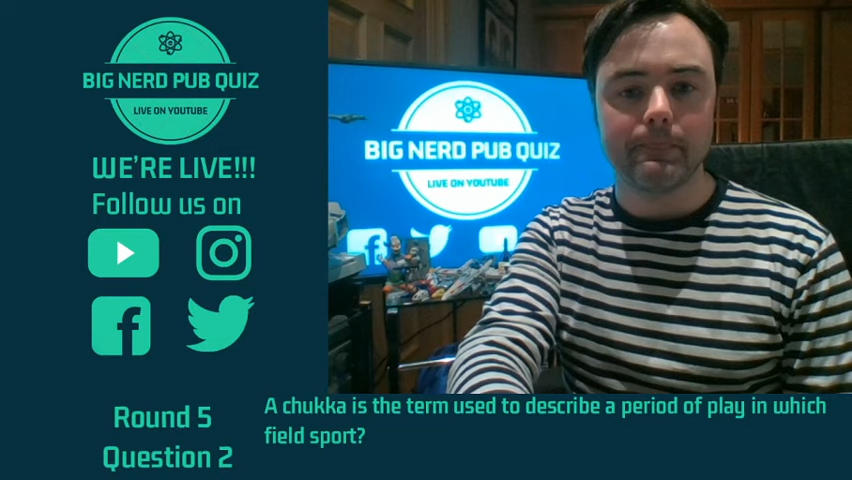 BIG NERD PUB QUIZ
LIVE ON YOUTUBE
WE'RE LIVE!!!
Follow us on
BIG NERD PUB QUIZ
LIVE ON YOUTUBE
Round 5
Question 2
A chukka is the term used to describe a period of play in which
field sport?